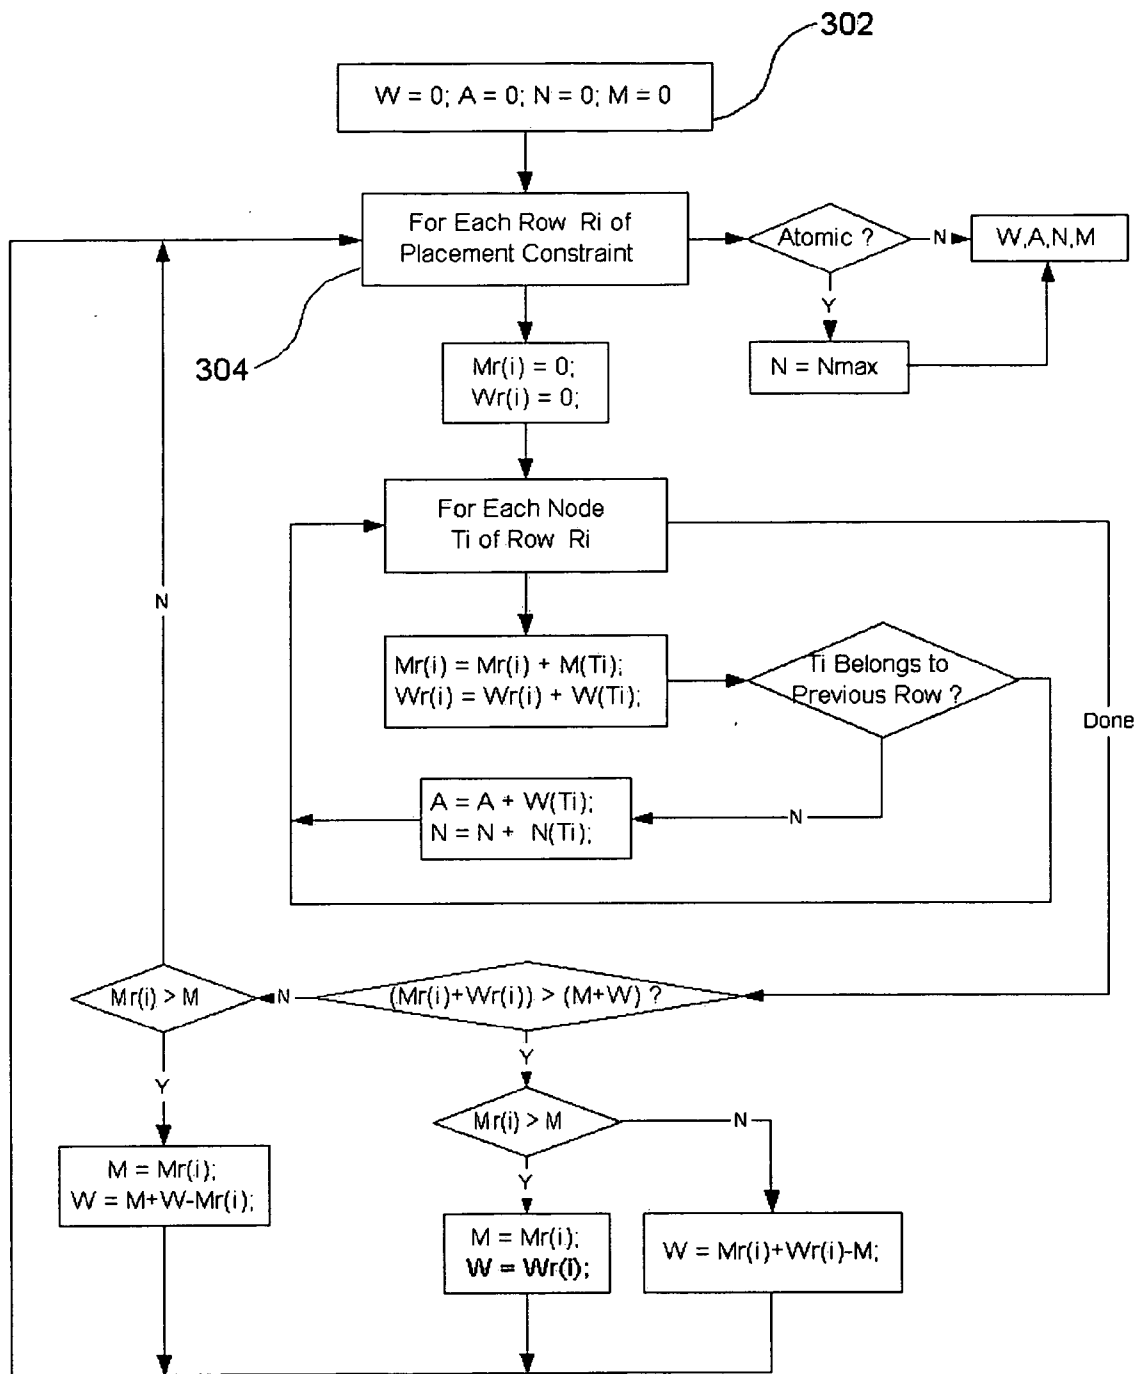 302
W = 0; A = 0; N = 0; M = 0
For Each Row Ri of
Placement Constraint
Atomic ?
N
W,A,N,M
Y
N = Nmax
304
Mr(i) = 0;
Wr(i) = 0;
For Each Node
Ti of Row Ri
N
Mr(i) = Mr(i) + M(Ti);
Wr(i) = Wr(i) + W(Ti);
Ti Belongs to
Previous Row ?
Done
A = A + W(Ti);
N = N + N(Ti);
N
Mr(i) > M
N
(Mr(i)+Wr(i)) > (M+W) ?
Y
Y
Mr(i) > M
N
M = Mr(i);
W = M+W-Mr(i);
Y
M = Mr(i);
W = Wr(i);
W = Mr(i)+Wr(i)-M;